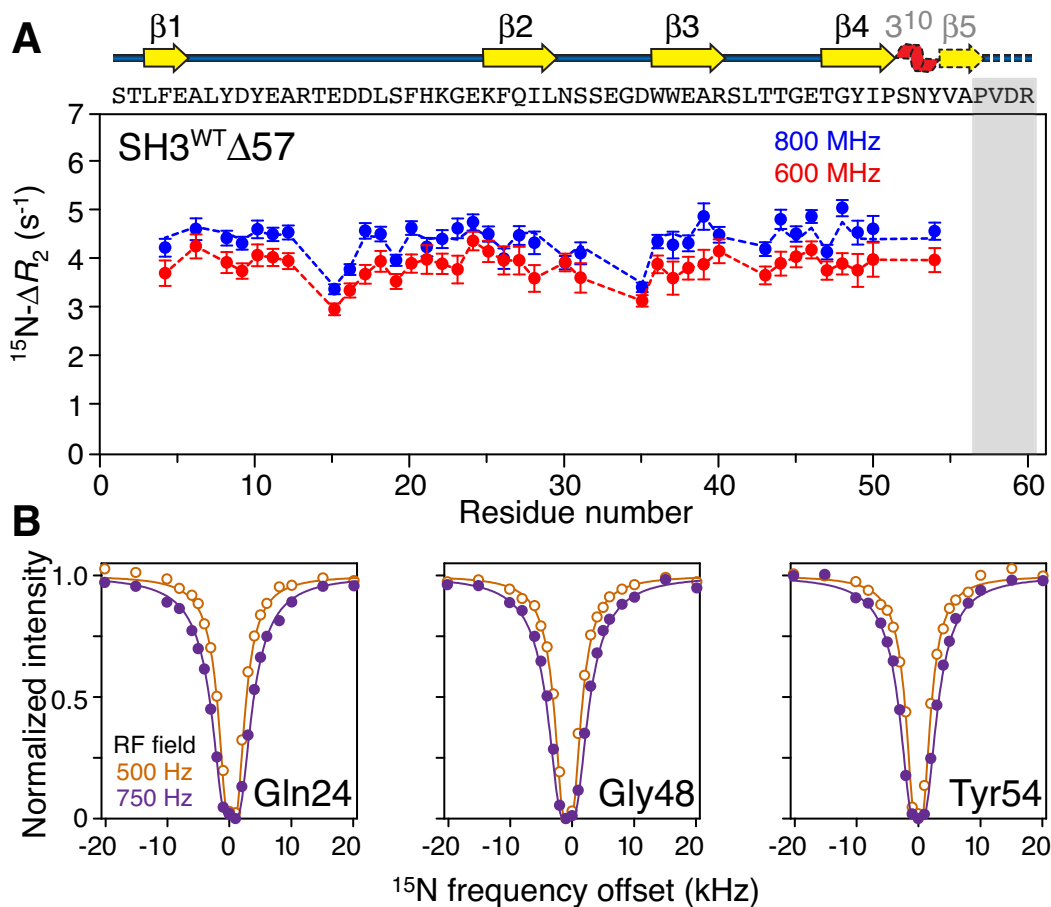 A
β1 β2 β3 β4 3¹⁰ β5
STLFEALYDYEARTEDDLSFHKGEKFQILNSSEGDWWEARSLTTGETGYIPSNYVAPVDR
SH3ᵂᵀΔ57
800 MHz
600 MHz
7
6
5
4
3
2
1
0
¹⁵N-ΔR₂ (s⁻¹)
0 10 20 30 40 50 60
Residue number
B
Normalized intensity
1.0
0.5
0
RF field
500 Hz
750 Hz
Gln24
Gly48
Tyr54
-20 -10 0 10 20
-20 -10 0 10 20
-20 -10 0 10 20
¹⁵N frequency offset (kHz)